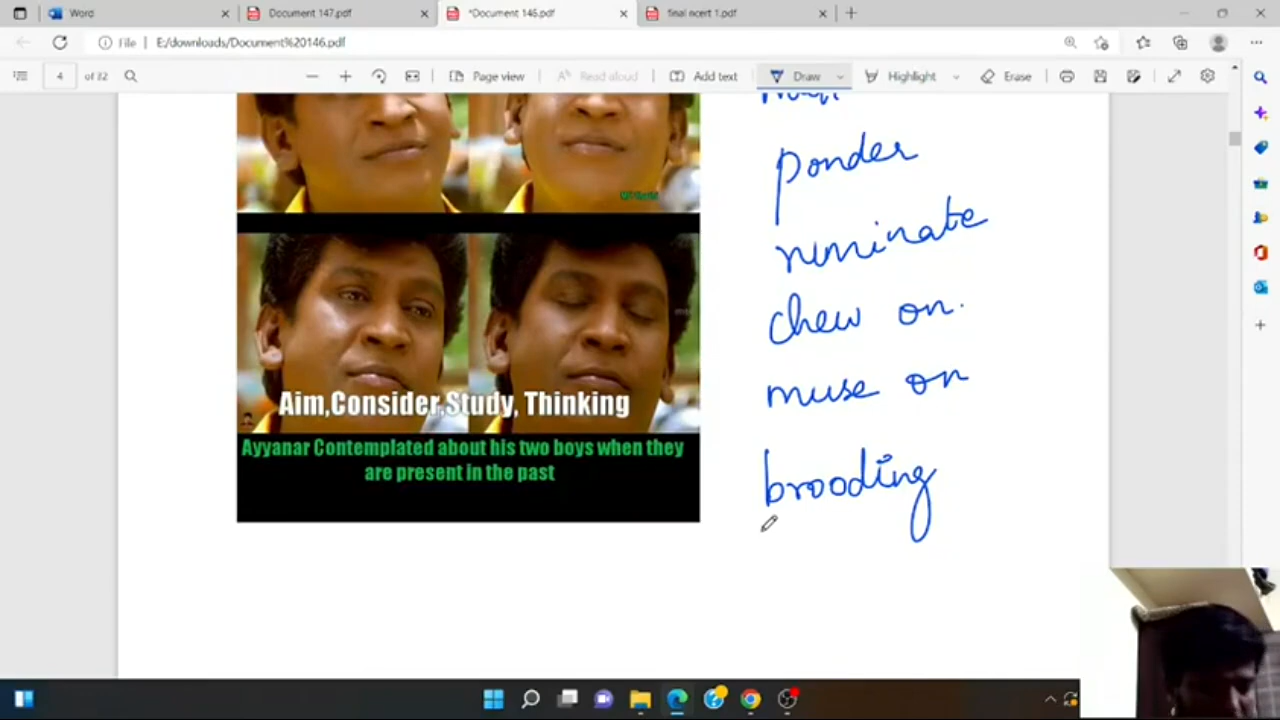 Word
Document 147.pdf
*Document 146.pdf
final ncert 1.pdf
File
E:/downloads/Document%20146.pdf
4
of 32
Page view
Read aloud
Add text
Draw
Highlight
Erase
ponder
ruminate
chew on.
muse on
brooding
Aim,Consider,Study, Thinking
Ayyanar Contemplated about his two boys when they
are present in the past